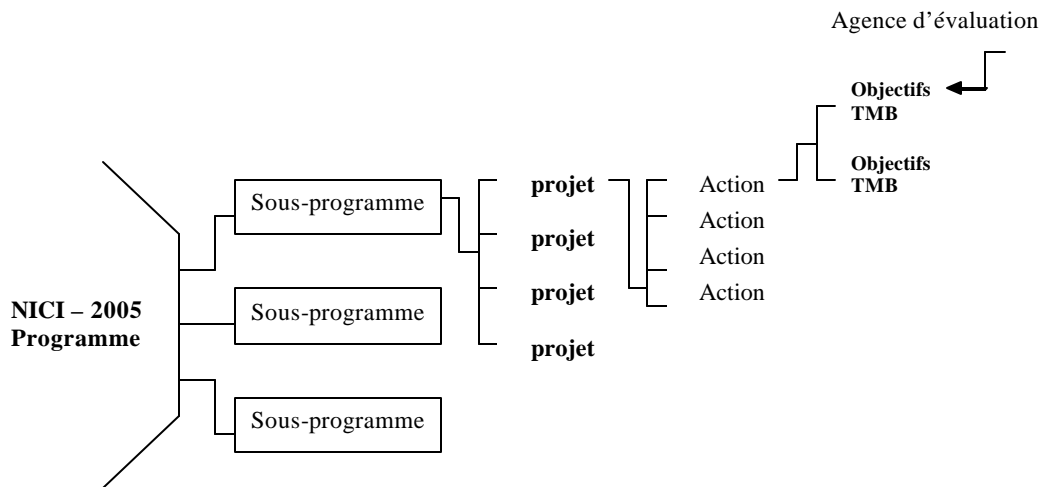 Agence d'évaluation
Objectifs
TMB
Objectifs
TMB
Sous-programme
projet
Action
projet
Action
Action
projet
Action
NICI – 2005
Programme
Sous-programme
projet
Sous-programme